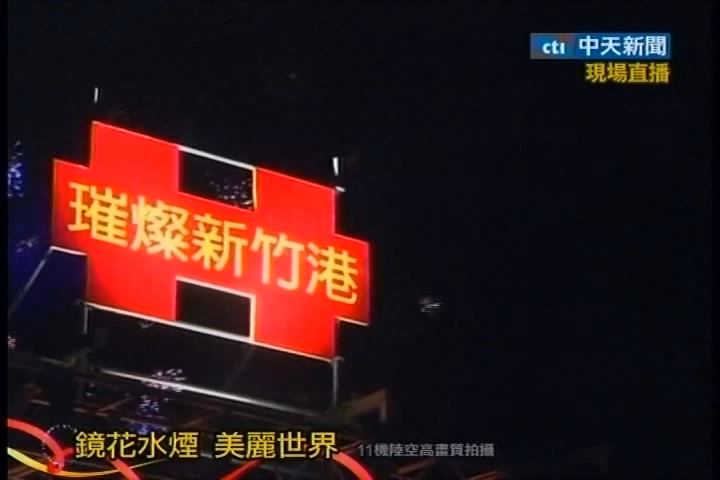 cti 中天新聞
現場直播
璀燦新竹港
鏡花水煙 美麗世界
11機陸空高畫質拍攝